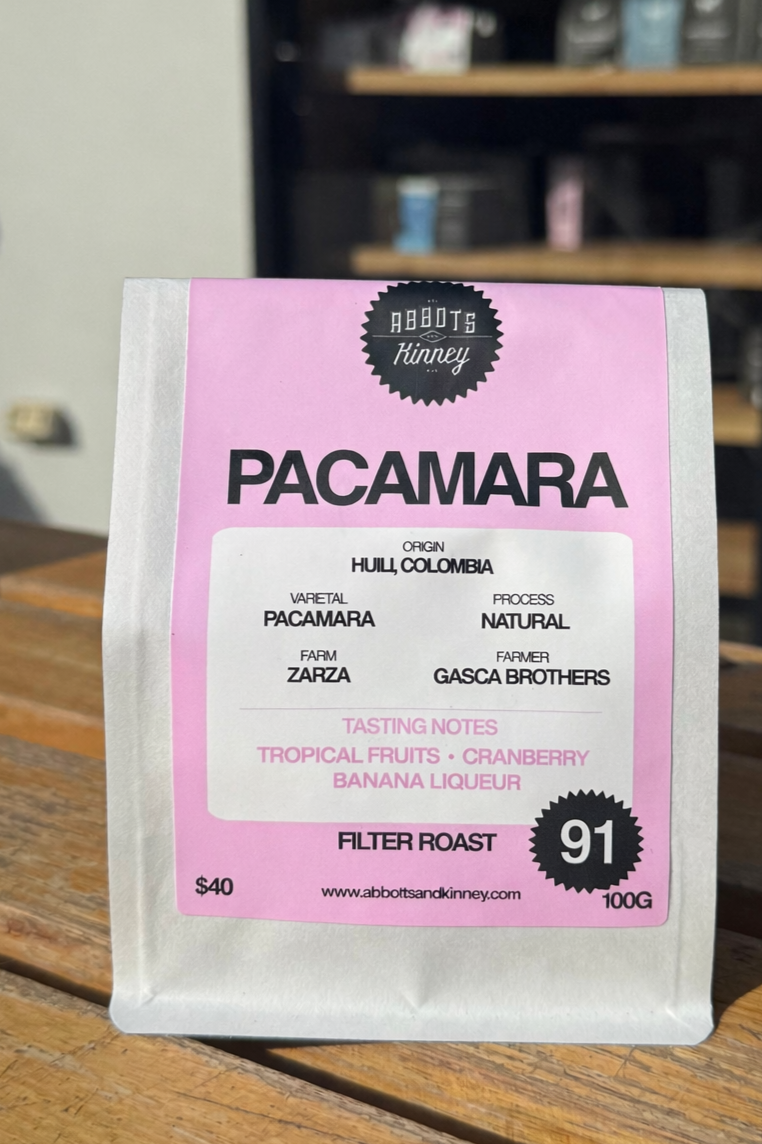 ABBOTS
Kinney
PACAMARA
ORIGIN
HUILI, COLOMBIA
VARIETAL
PACAMARA
PROCESS
NATURAL
FARM
ZARZA
FARMER
GASCA BROTHERS
TASTING NOTES
TROPICAL FRUITS • CRANBERRY
BANANA LIQUEUR
FILTER ROAST
91
$40
www.abbottsandkinney.com
100G